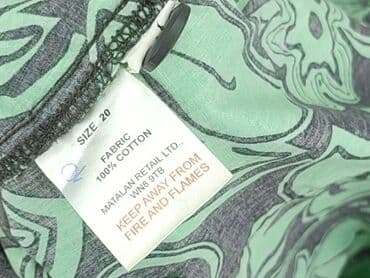 SIZE 20
FABRIC
100% COTTON
MATALAN RETAIL LTD.,
WN8 9TB
KEEP AWAY FROM
FIRE AND FLAMES